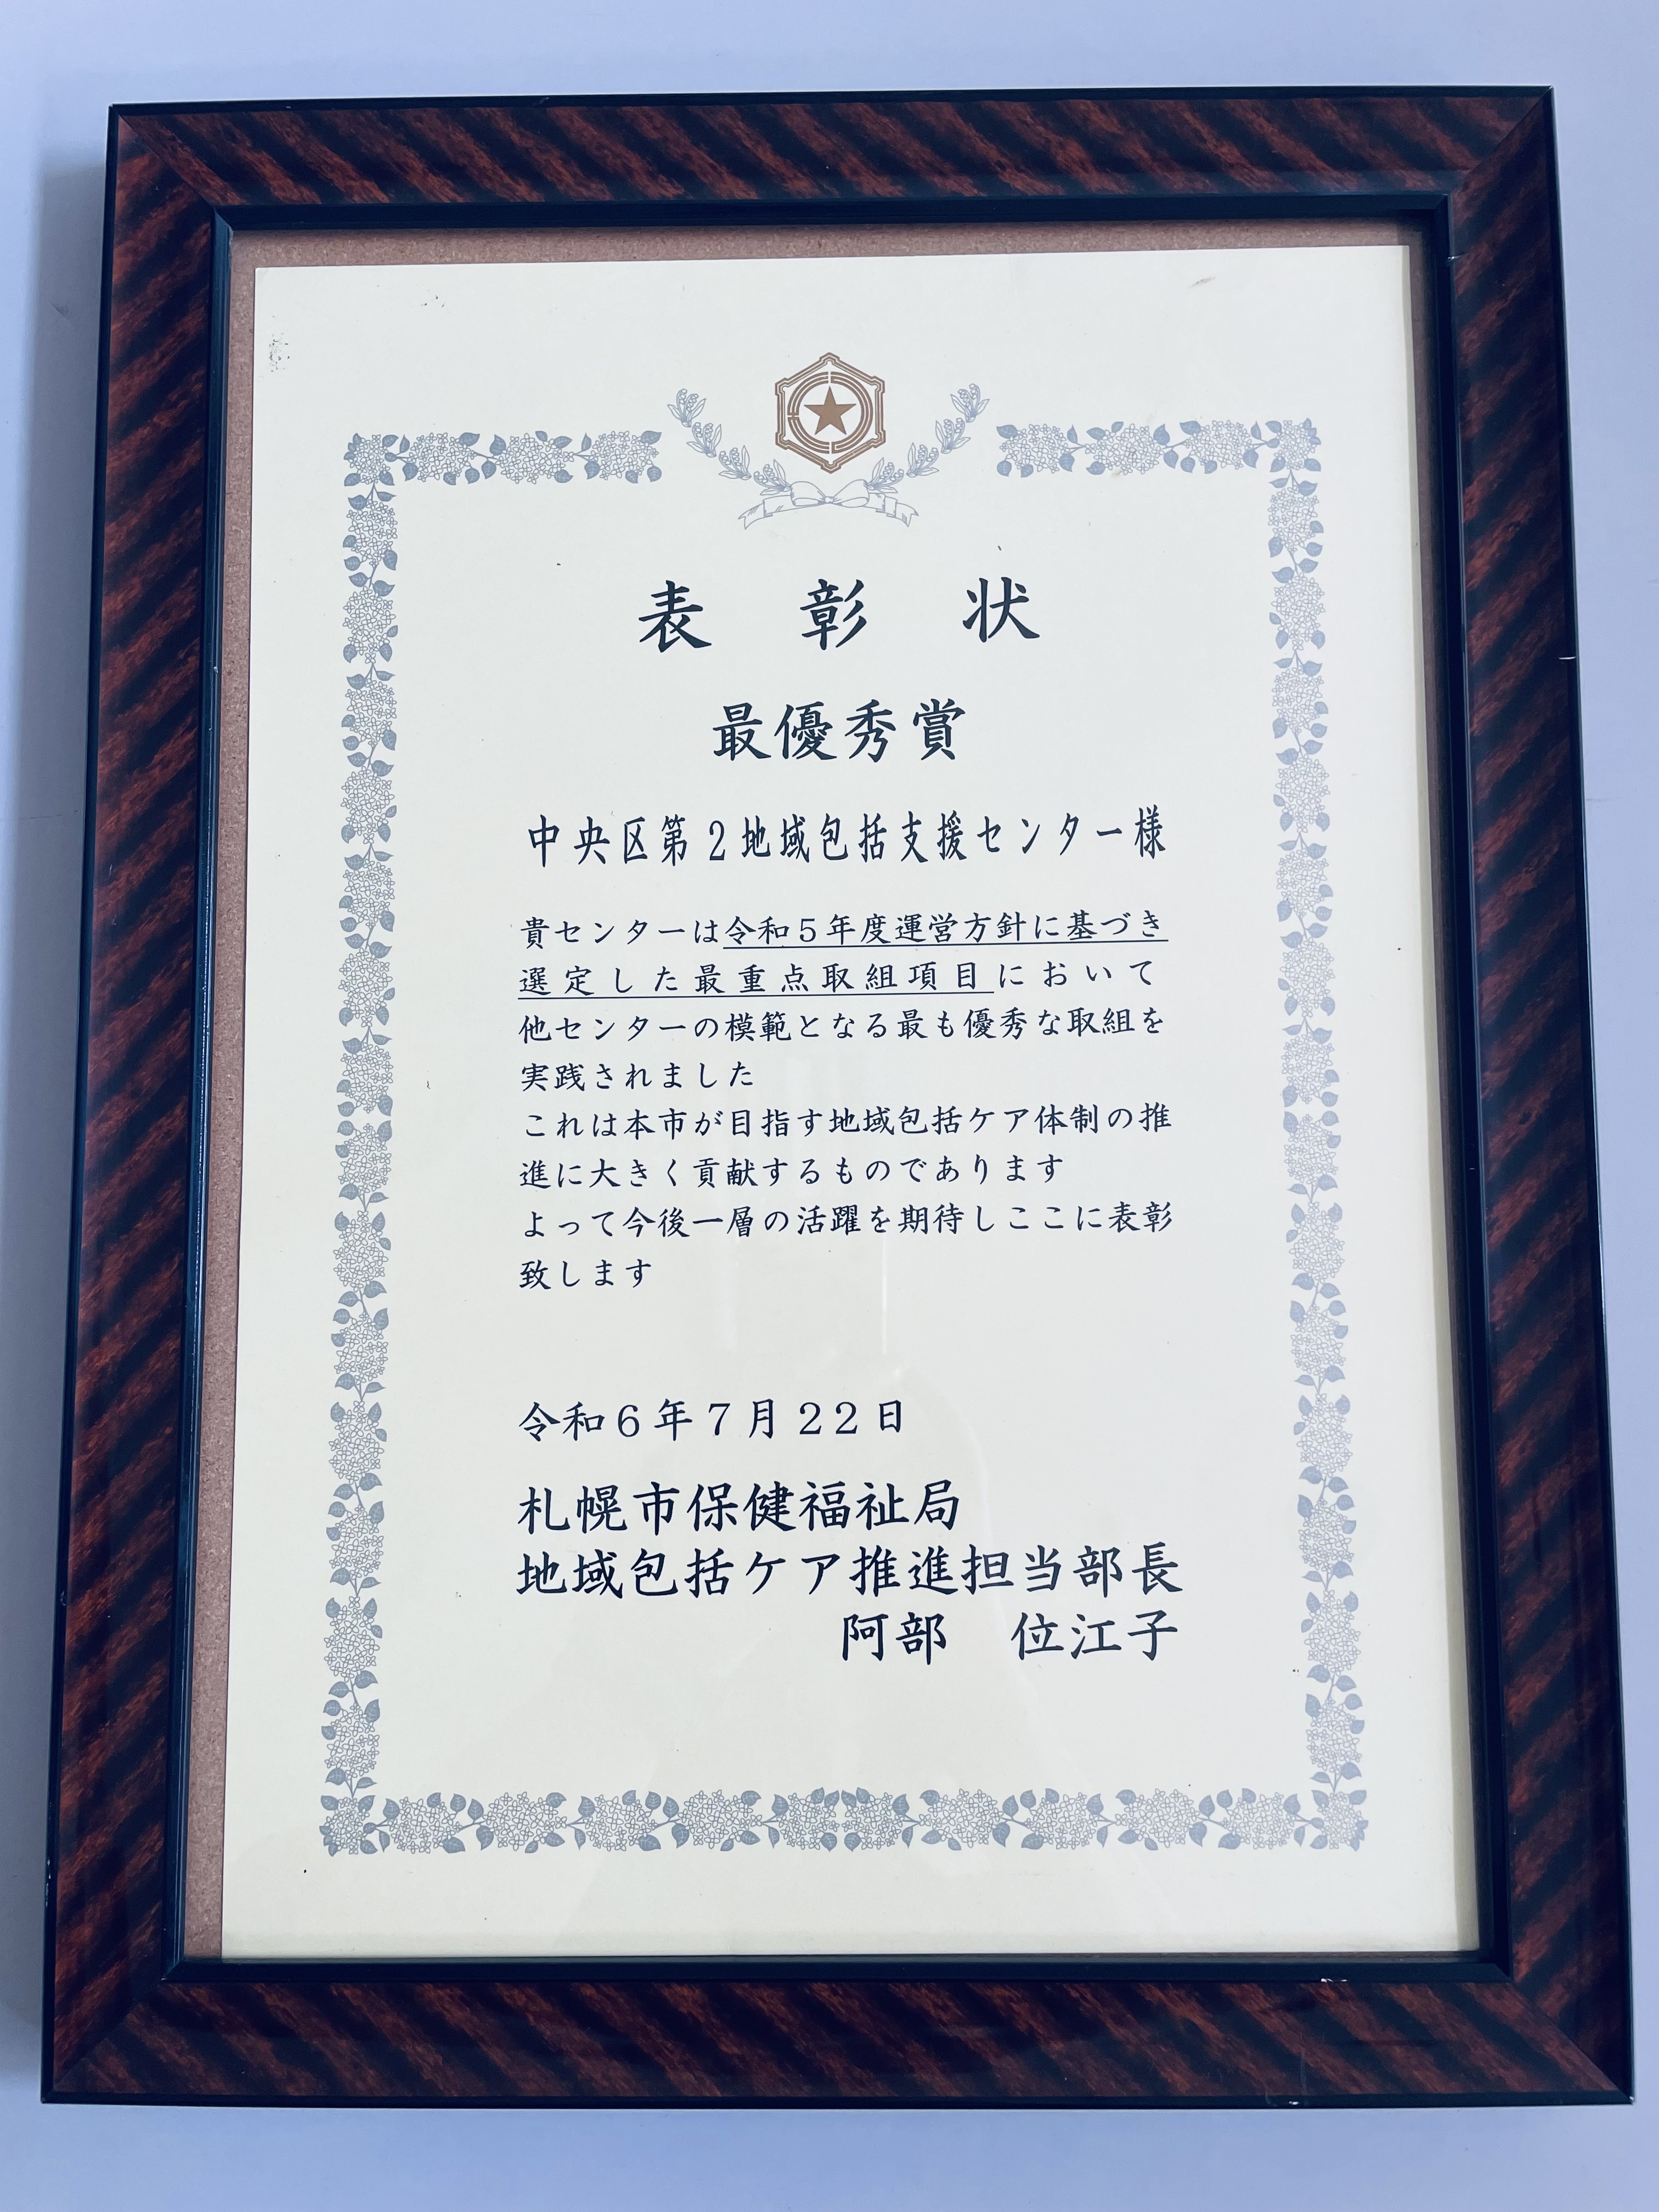 表彰状
最優秀賞
中央区第2地域包括支援センター様
貴センターは令和５年度運営方針に基づき
選定した最重点取組項目において
他センターの模範となる最も優秀な取組を
実践されました
これは本市が目指す地域包括ケア体制の推
進に大きく貢献するものであります
よって今後一層の活躍を期待しここに表彰
致します
令和６年７月２２日
札幌市保健福祉局
地域包括ケア推進担当部長
阿部　位江子